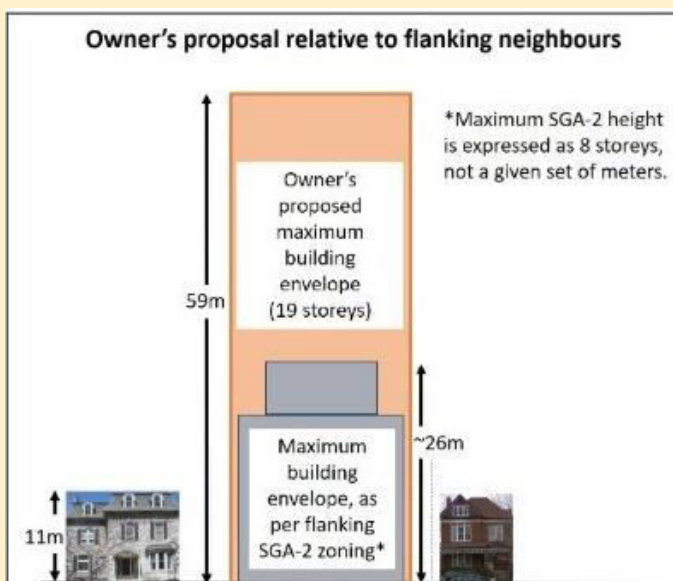 Owner's proposal relative to flanking neighbours
*Maximum SGA-2 height
is expressed as 8 storeys,
not a given set of meters.
Owner's
proposed
maximum
building
envelope
(19 storeys)
59m
~26m
Maximum
building
envelope, as
per flanking
SGA-2 zoning*
11m